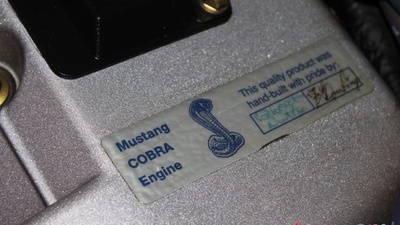 Mustang
COBRA
Engine
This quality product was
hand-built with pride by: